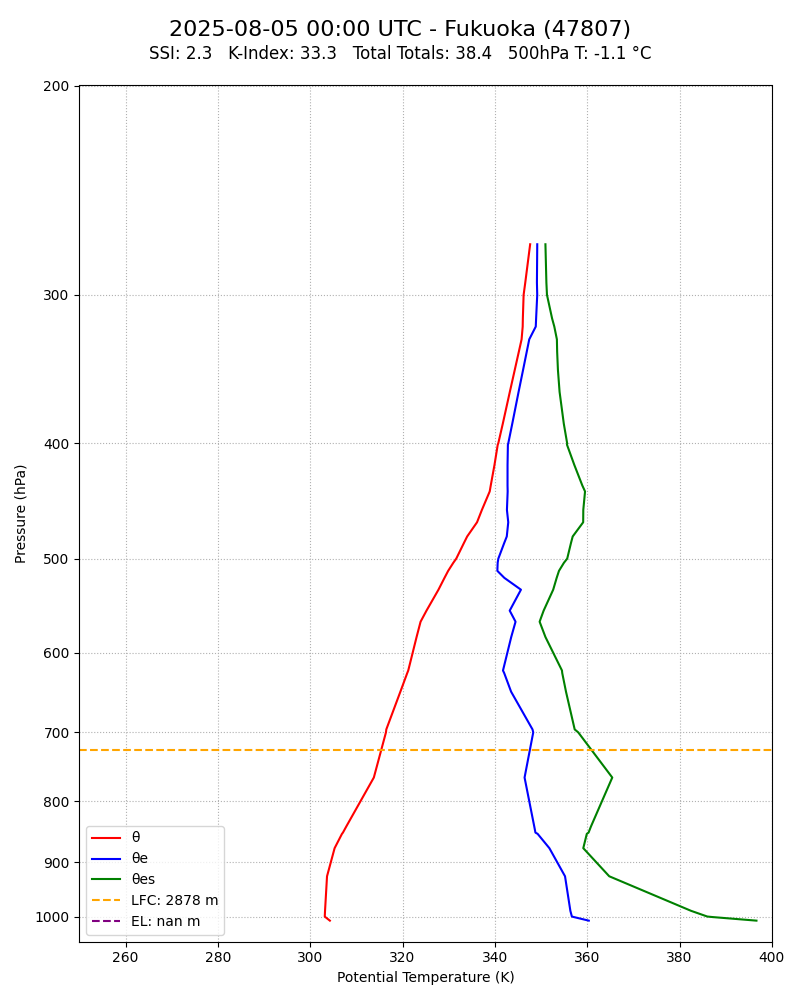 2025-08-05 00:00 UTC - Fukuoka (47807)
SSI: 2.3   K-Index: 33.3   Total Totals: 38.4   500hPa T: -1.1 °C
200
300
400
500
600
700
800
900
1000
Pressure (hPa)
θ
θe
θes
LFC: 2878 m
EL: nan m
260
280
300
320
340
360
380
400
Potential Temperature (K)